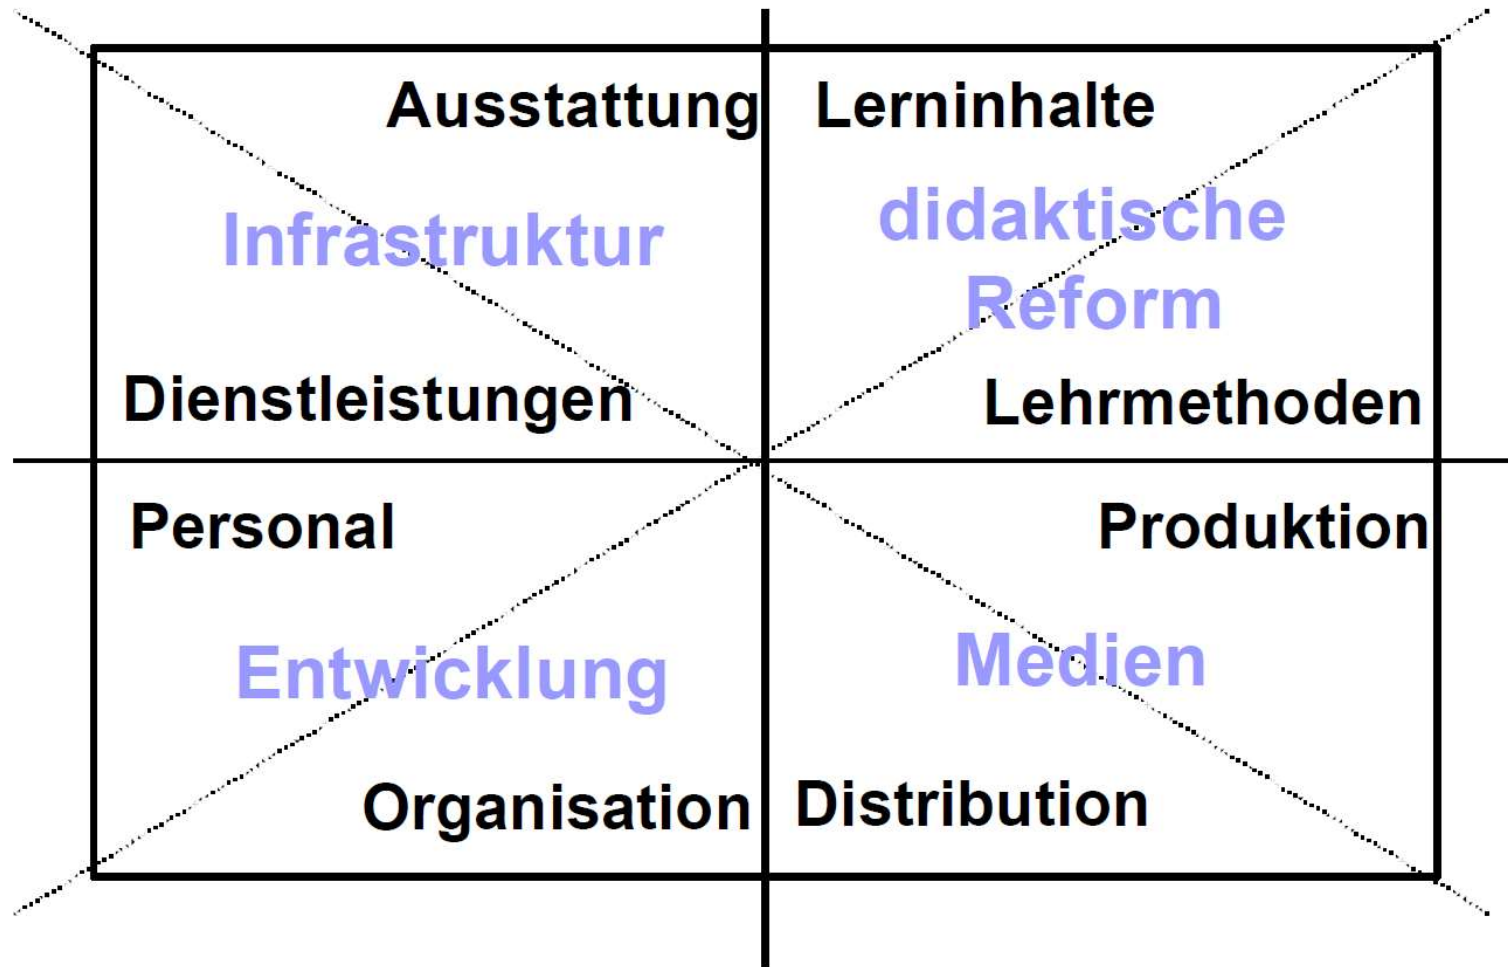 Ausstattung
Lerninhalte
Infrastruktur
didaktische
Reform
Dienstleistungen
Lehrmethoden
Personal
Produktion
Entwicklung
Medien
Organisation
Distribution